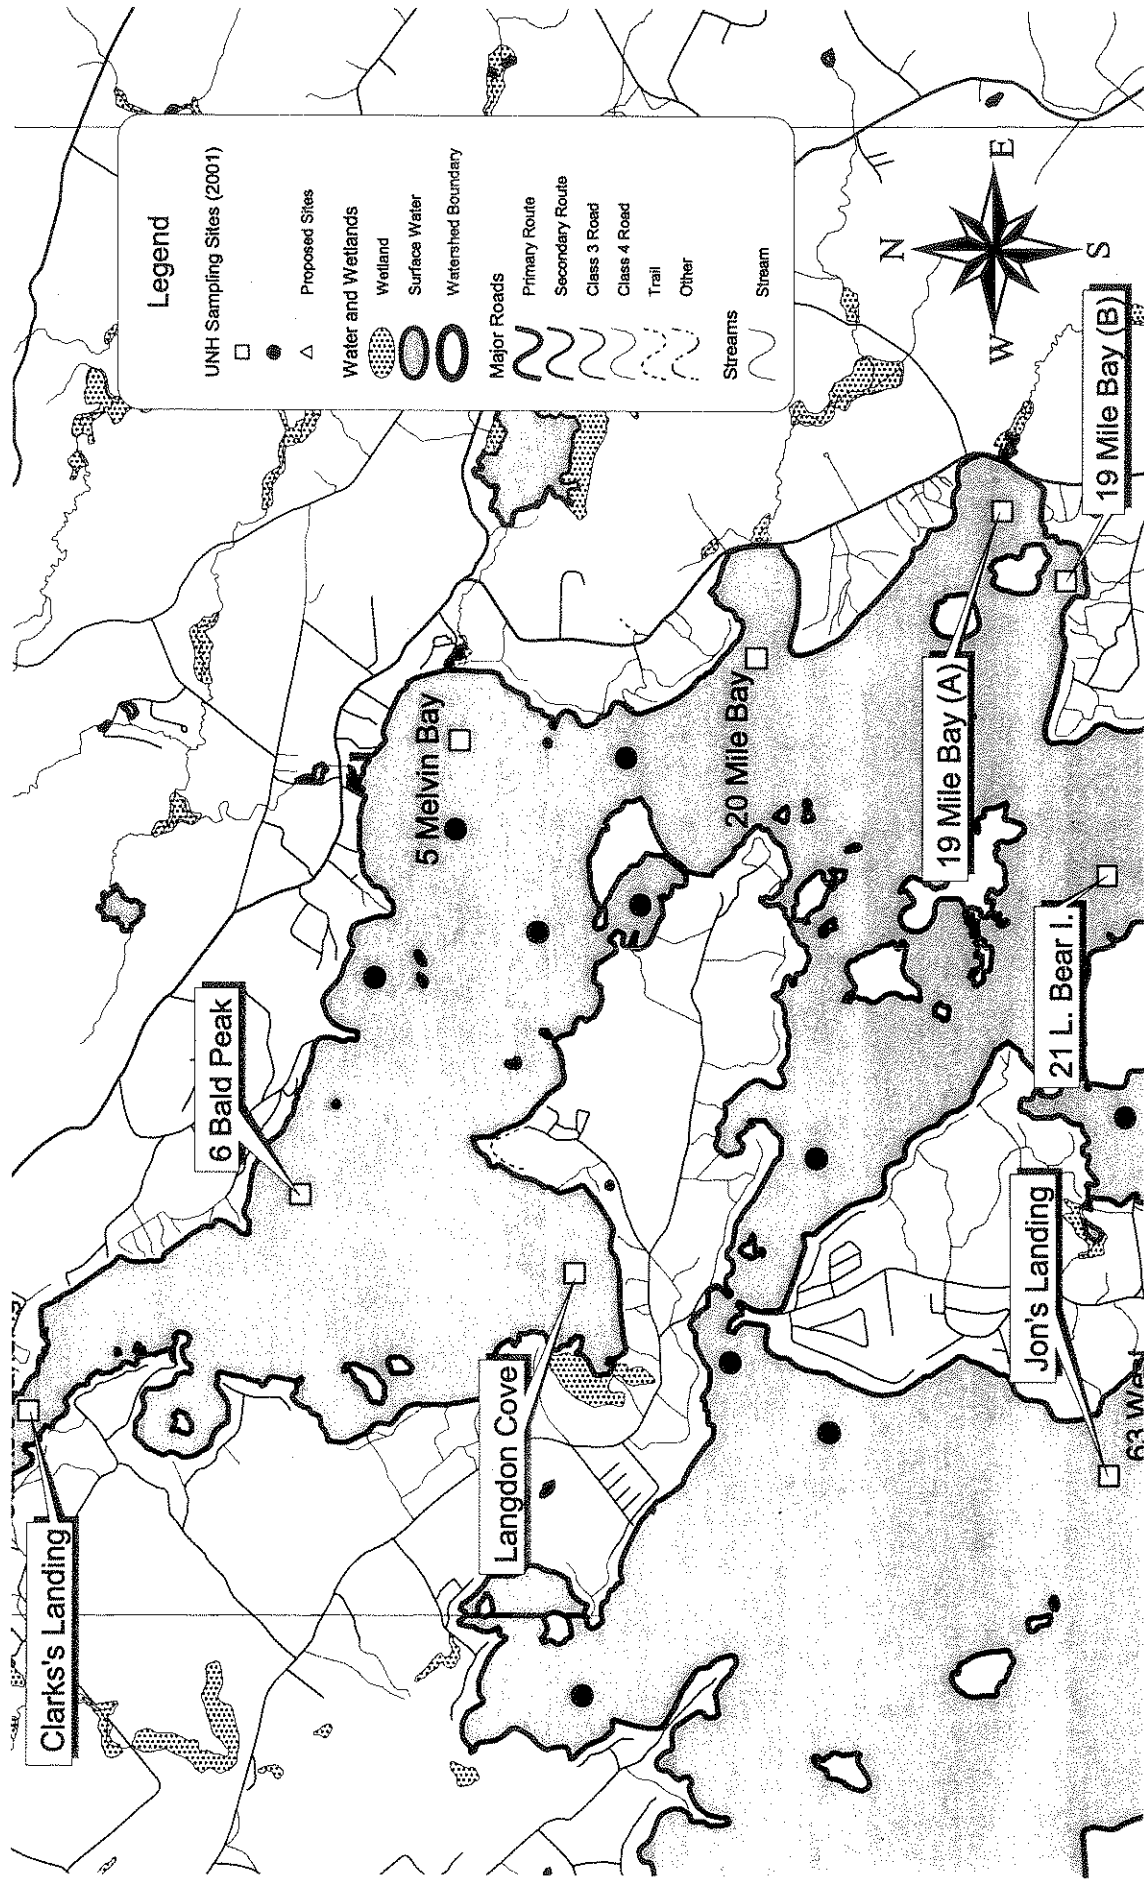 Legend
UNH Sampling Sites (2001)
Proposed Sites
Water and Wetlands
Wetland
Surface Water
Watershed Boundary
Major Roads
Primary Route
Secondary Route
Class 3 Road
Class 4 Road
Trail
Other
Streams
Stream
N
E
S
W
Clarks's Landing
6 Bald Peak
5 Melvin Bay
Langdon Cove
20 Mile Bay
19 Mile Bay (A)
19 Mile Bay (B)
21 L. Bear I.
Jon's Landing
63 West